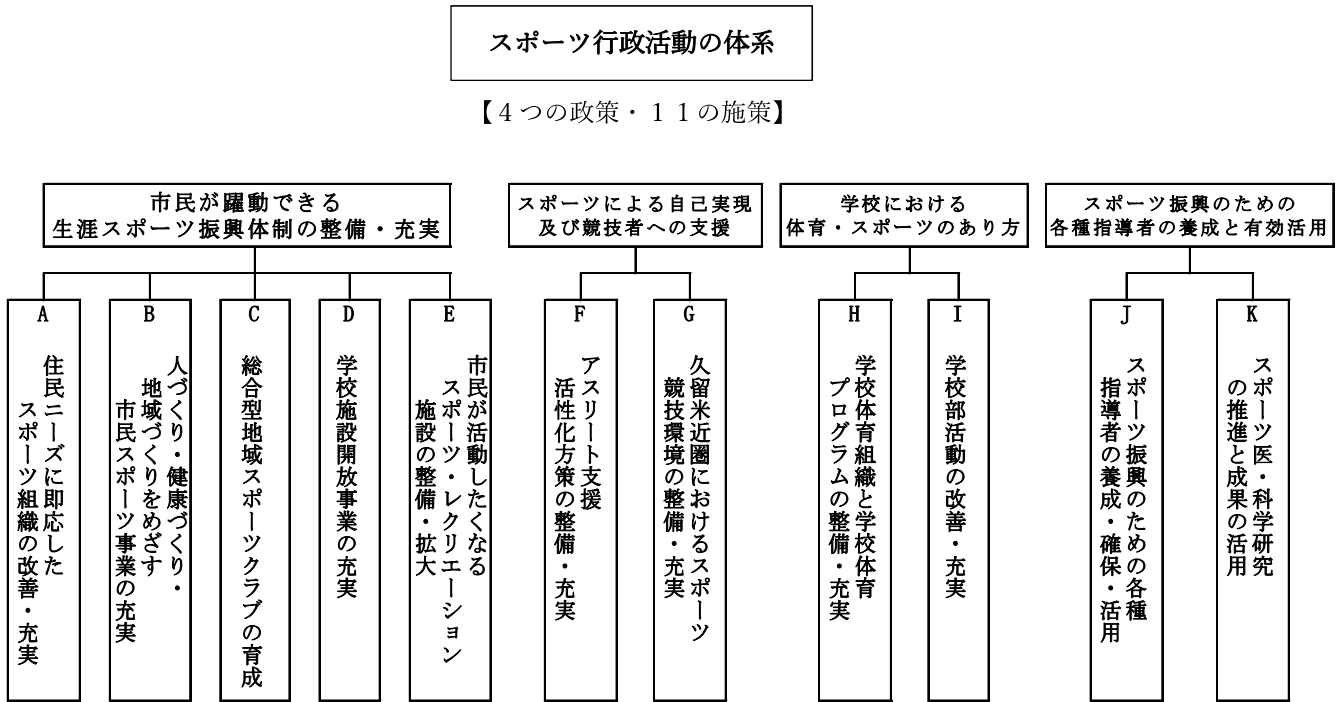 スポーツ行政活動の体系
【４つの政策・１１の施策】
市民が躍動できる
生涯スポーツ振興体制の整備・充実
スポーツによる自己実現
及び競技者への支援
学校における
体育・スポーツのあり方
スポーツ振興のための
各種指導者の養成と有効活用
A
住民ニーズに即応した
スポーツ組織の改善・充実
B
人づくり・健康づくり・
地域づくりをめざす
市民スポーツ事業の充実
C
総合型地域スポーツクラブの育成
D
学校施設開放事業の充実
E
市民が活動したくなる
スポーツ・レクリエーション
施設の整備・拡大
F
アスリート支援
活性化方策の整備・充実
G
久留米近圏におけるスポーツ
競技環境の整備・充実
H
学校体育組織と学校体育
プログラムの整備・充実
I
学校部活動の改善・充実
J
スポーツ振興のための各種
指導者の養成・確保・活用
K
スポーツ医・科学研究
の推進と成果の活用